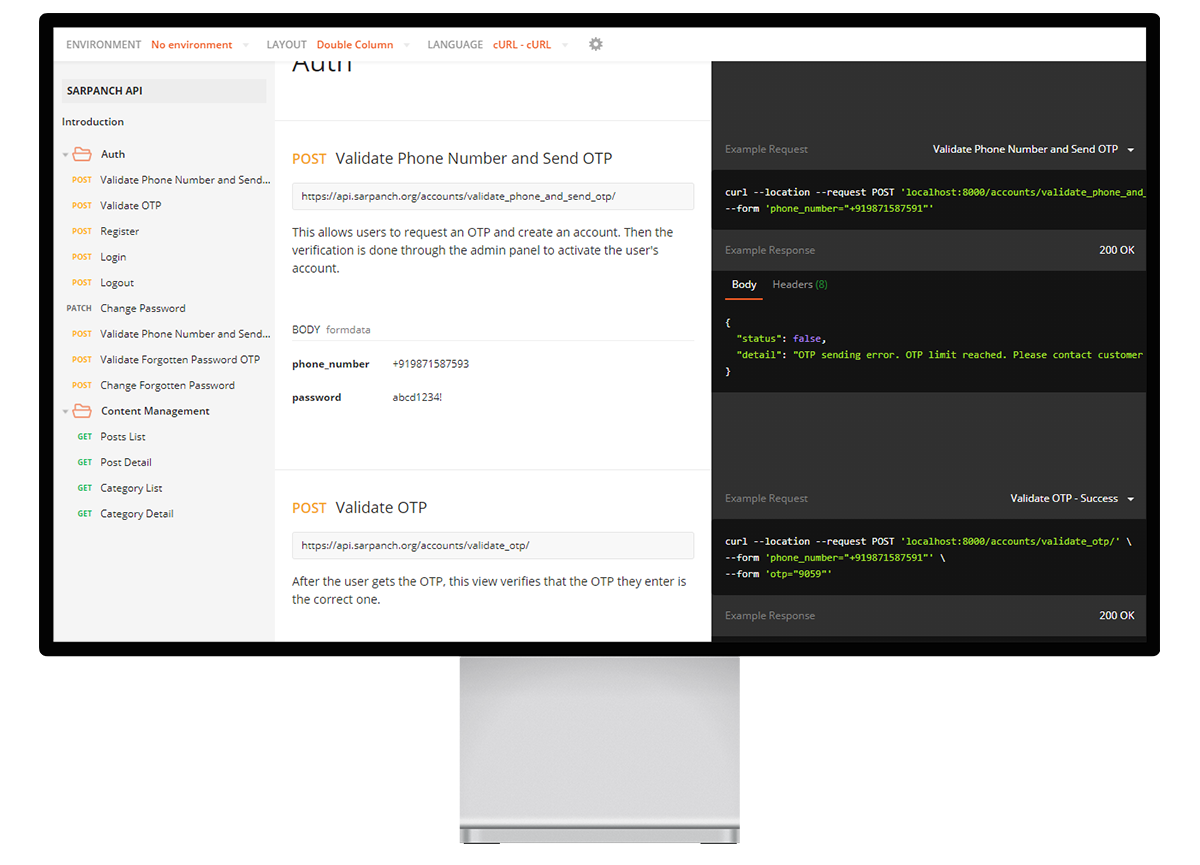 ENVIRONMENT No environment LAYOUT Double Column LANGUAGE cURL - cURL
SARPANCH API
Introduction
Auth
POST Validate Phone Number and Send...
POST Validate OTP
POST Register
POST Login
POST Logout
PATCH Change Password
POST Validate Phone Number and Send...
POST Validate Forgotten Password OTP
POST Change Forgotten Password
Content Management
GET Posts List
GET Post Detail
GET Category List
GET Category Detail
Auth
POST Validate Phone Number and Send OTP
https://api.sarpanch.org/accounts/validate_phone_and_send_otp/
This allows users to request an OTP and create an account. Then the
verification is done through the admin panel to activate the user's
account.
BODY formdata
phone_number +919871587593
password abcd1234!
POST Validate OTP
https://api.sarpanch.org/accounts/validate_otp/
After the user gets the OTP, this view verifies that the OTP they enter is
the correct one.
Example Request Validate Phone Number and Send OTP
curl --location --request POST 'localhost:8000/accounts/validate_phone_and_
--form 'phone_number="+919871587591"'
Example Response 200 OK
Body Headers (8)
{
"status": false,
"detail": "OTP sending error. OTP limit reached. Please contact customer
}
Example Request Validate OTP - Success
curl --location --request POST 'localhost:8000/accounts/validate_otp/' \
--form 'phone_number="+919871587591"' \
--form 'otp="9059"'
Example Response 200 OK